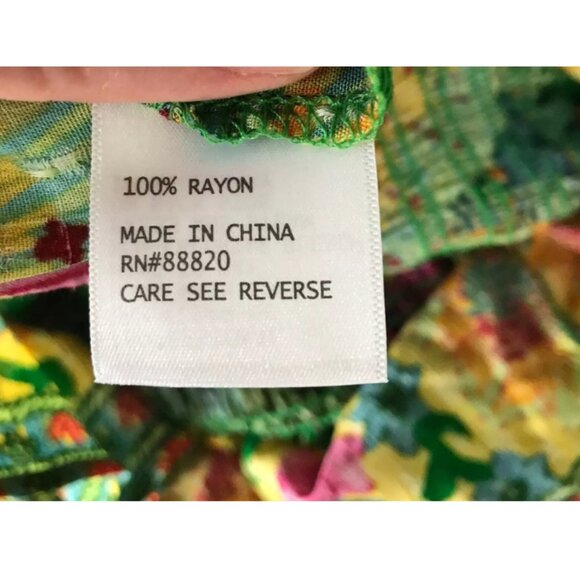 100% RAYON
MADE IN CHINA
RN#88820
CARE SEE REVERSE